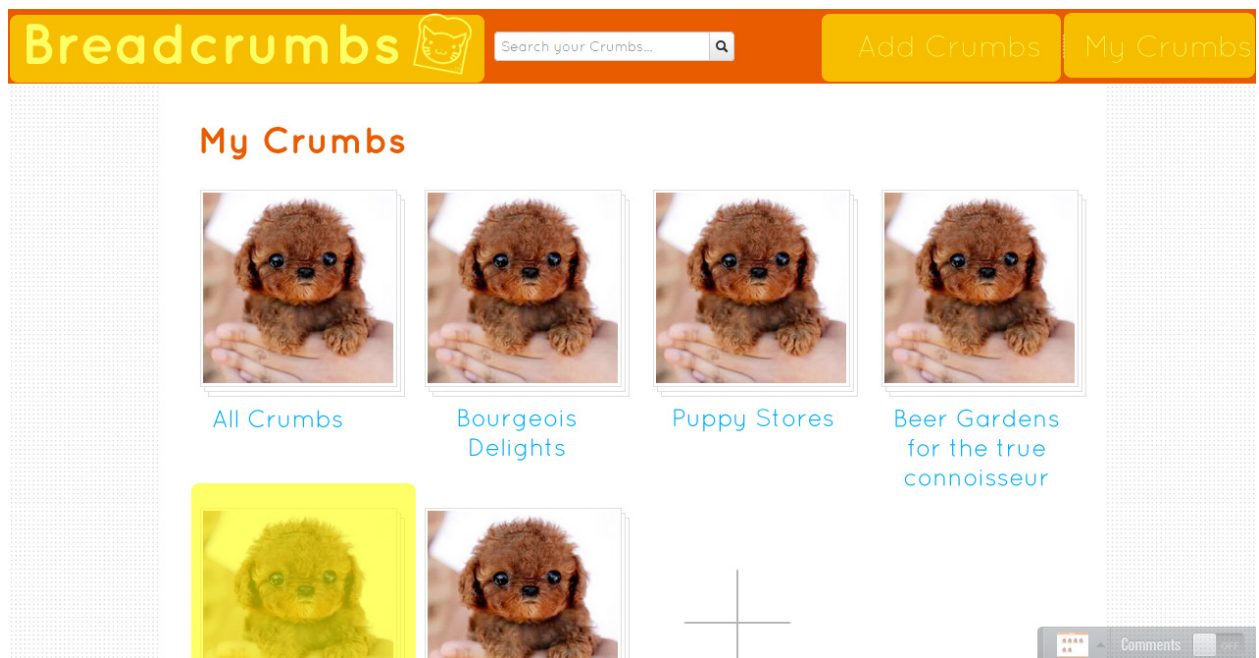 Breadcrumbs
Search your Crumbs...
Add Crumbs
My Crumbs
My Crumbs
All Crumbs
Bourgeois
Delights
Puppy Stores
Beer Gardens
for the true
connoisseur
Comments
OFF